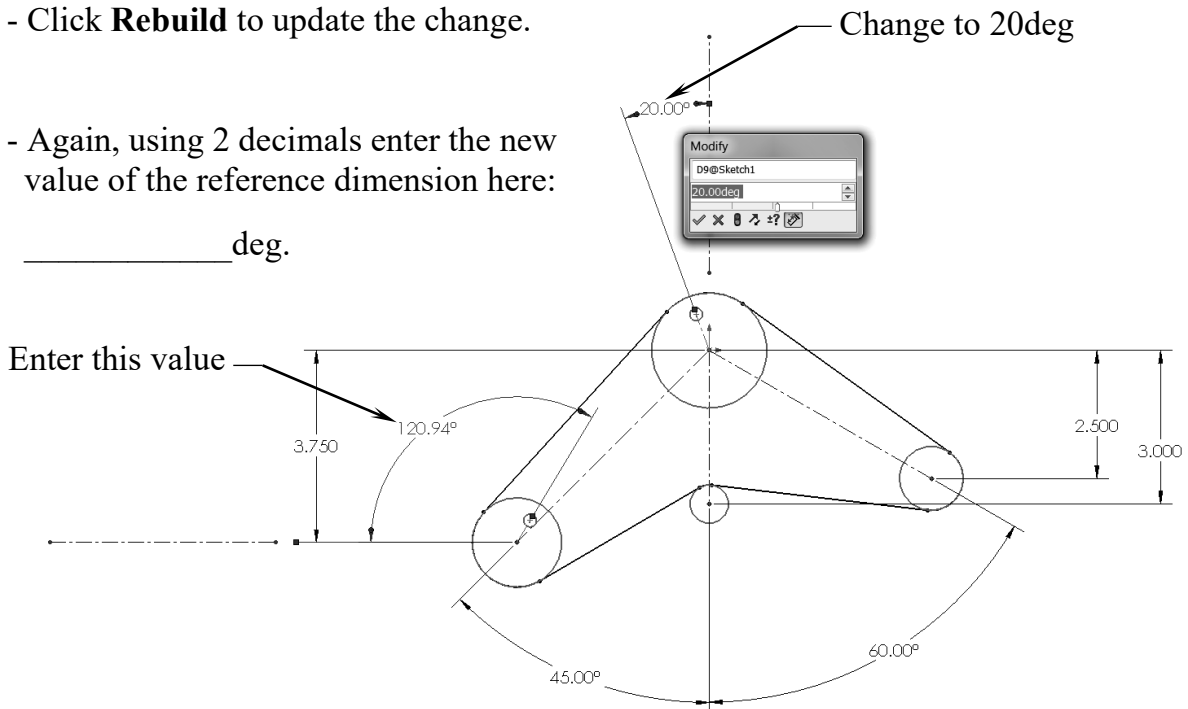 - Click Rebuild to update the change.
Change to 20deg
20.00°
- Again, using 2 decimals enter the new
value of the reference dimension here:
_____________deg.
Modify
D9@Sketch1
20.00deg
±?
Enter this value
120.94°
3.750
2.500
3.000
45.00°
60.00°